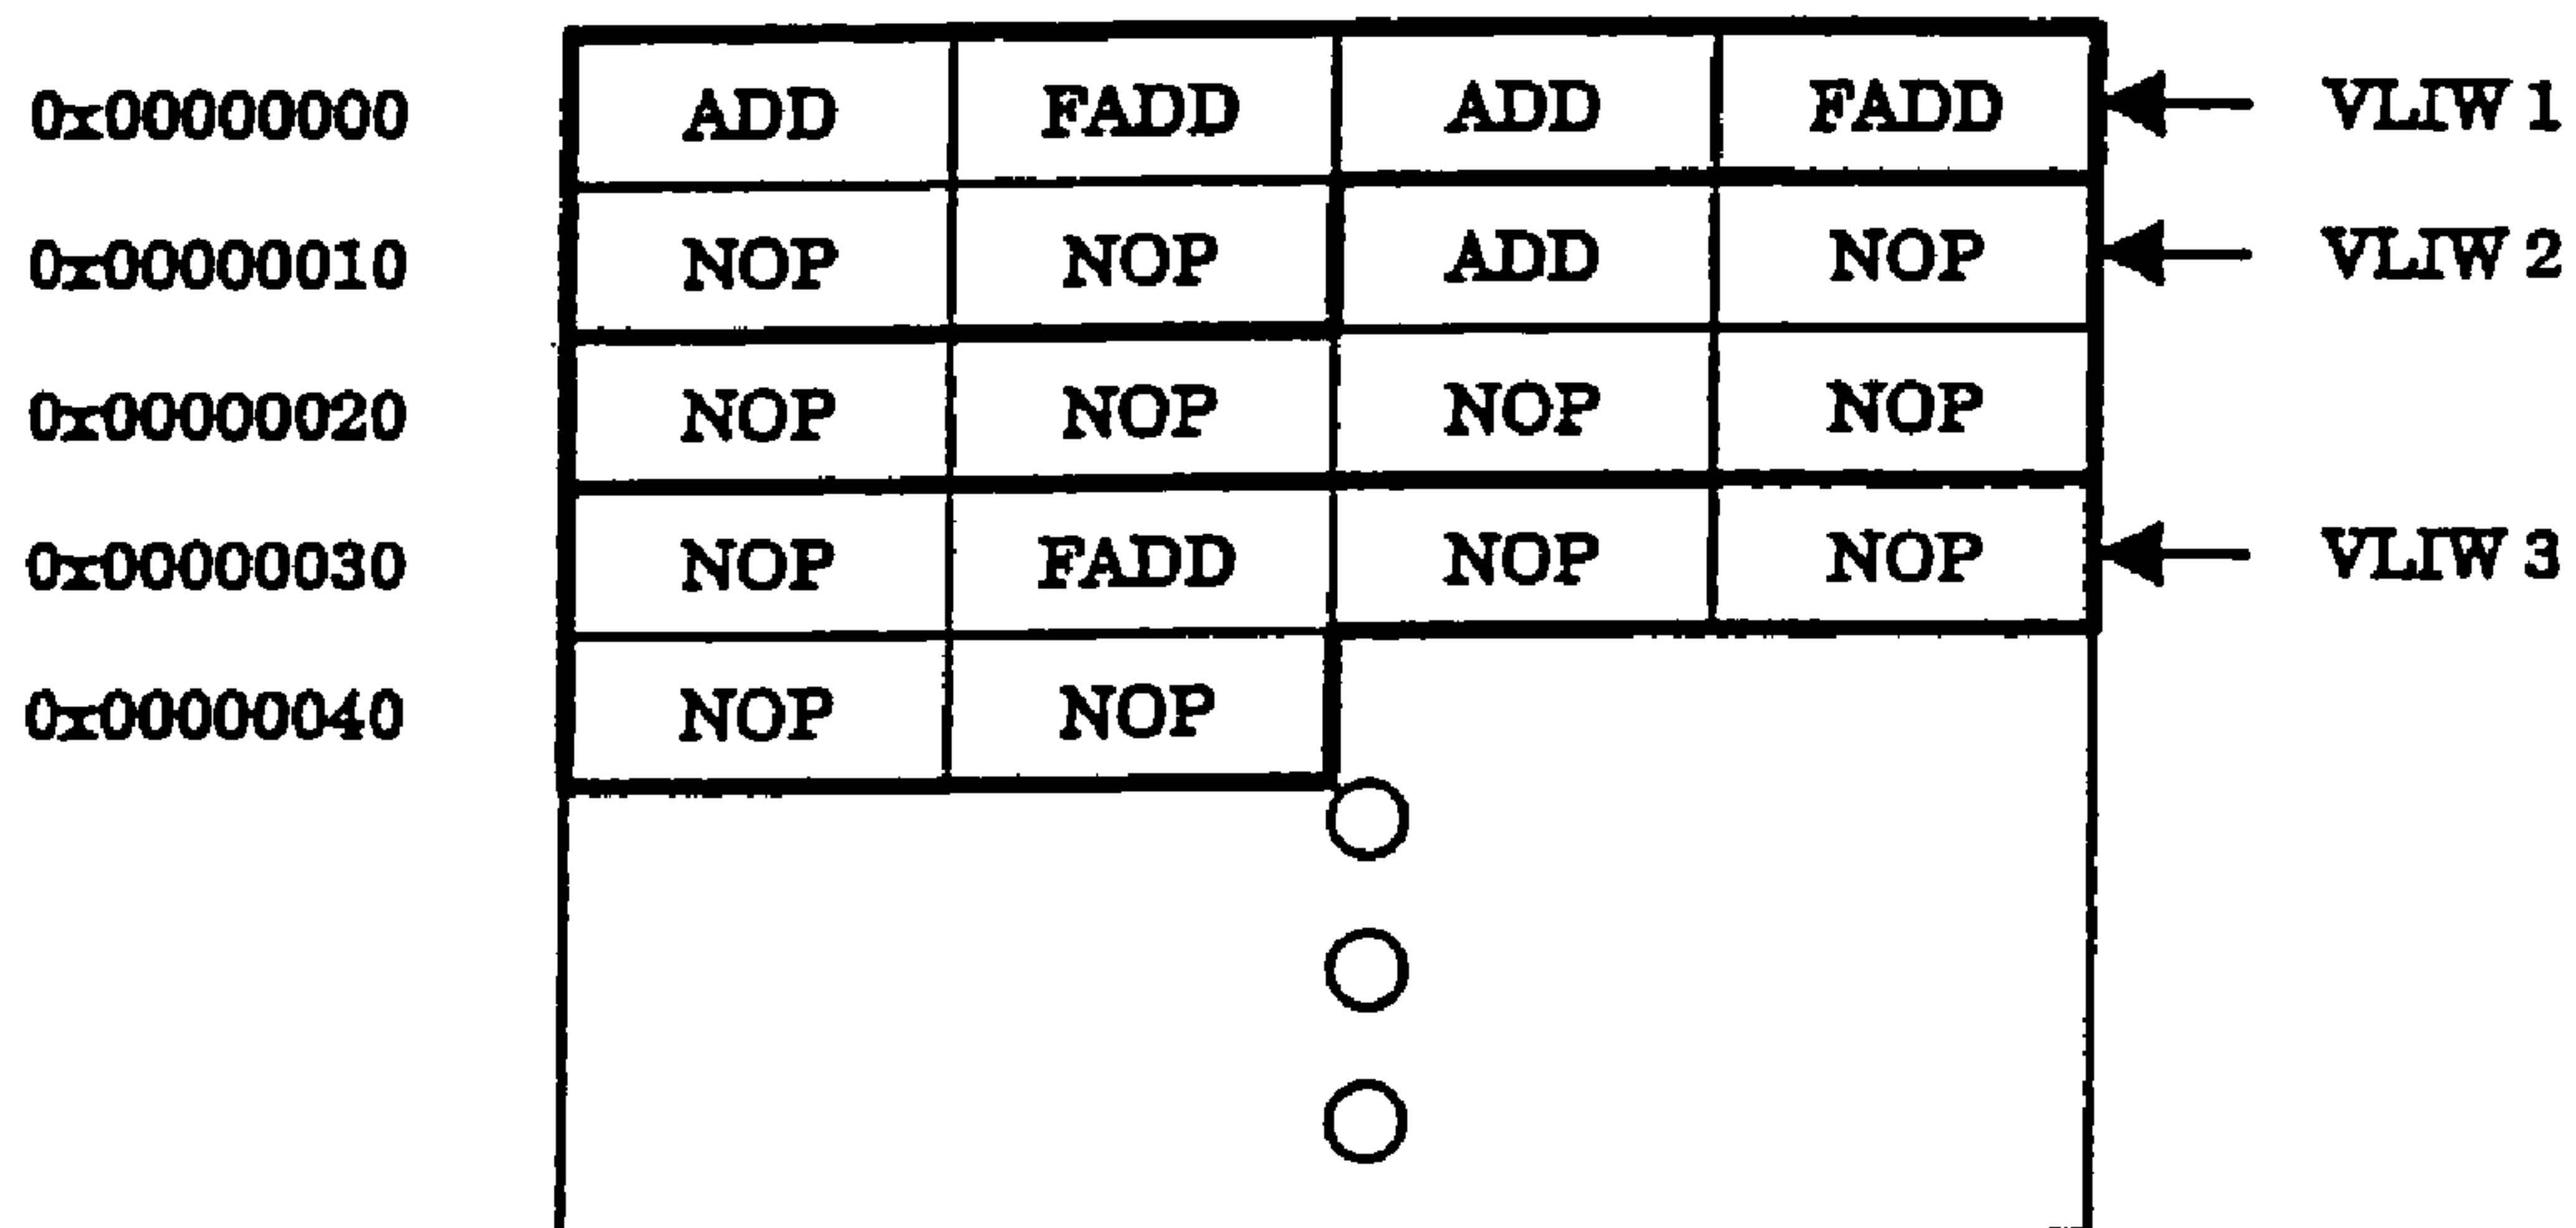 0x00000000 ADD FADD ADD FADD VLIW 1
0x00000010 NOP NOP ADD NOP VLIW 2
0x00000020 NOP NOP NOP NOP
0x00000030 NOP FADD NOP NOP VLIW 3
0x00000040 NOP NOP